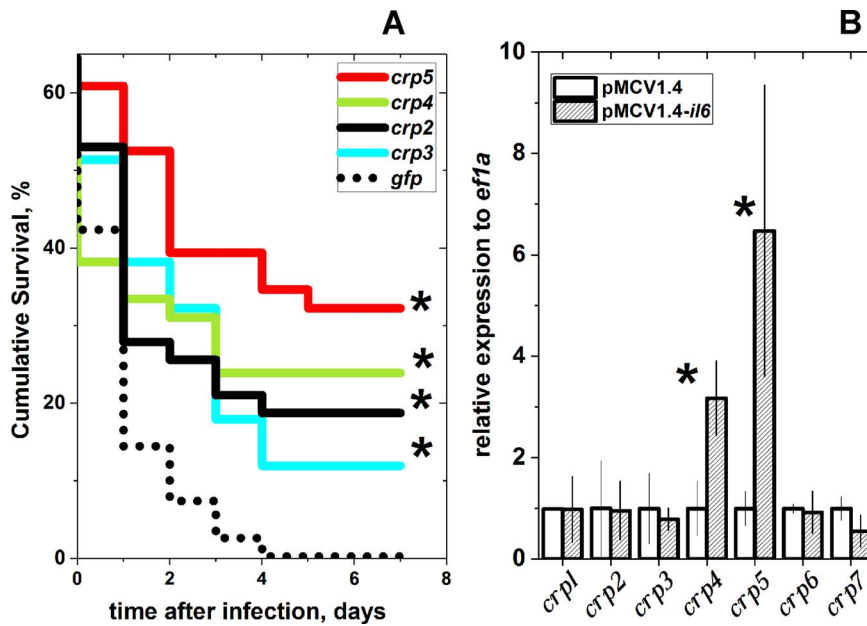 A
crp5
crp4
crp2
crp3
gfp
60
40
20
0
Cumulative Survival, %
0 2 4 6 8
time after infection, days
*
*
*
*
B
pMCV1.4
pMCV1.4-il6
10
8
6
4
2
0
relative expression to ef1a
*
*
crp1 crp2 crp3 crp4 crp5 crp6 crp7